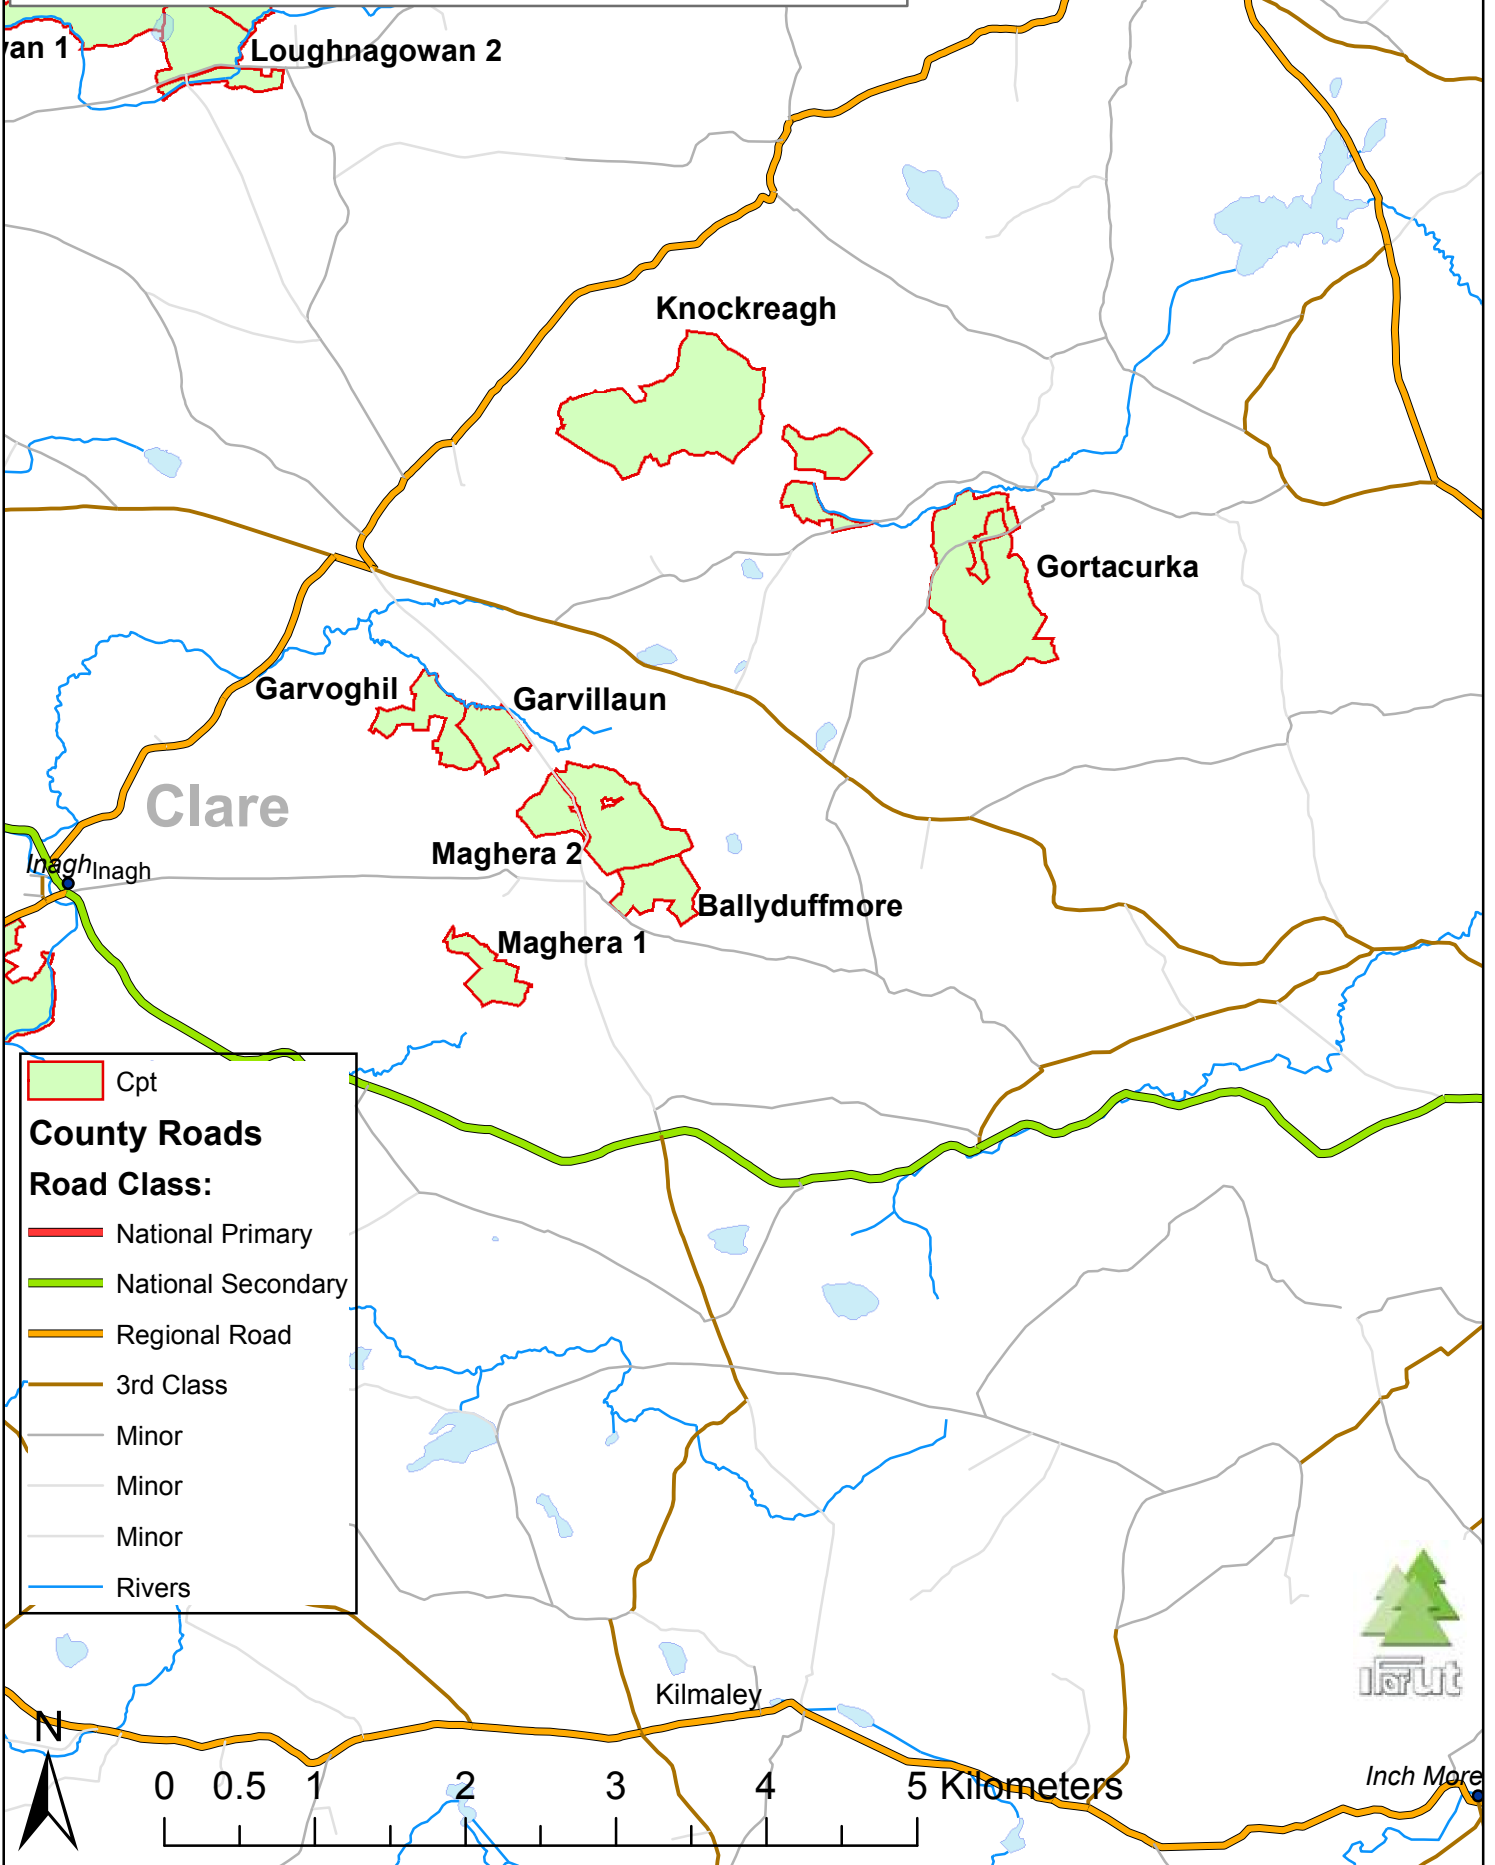 van 1
Loughnagowan 2
Knockreagh
Gortacurka
Garvoghil
Garvillaun
Clare
Maghera 2
Inagh
Inagh
Ballyduffmore
Maghera 1
Cpt
County Roads
Road Class:
National Primary
National Secondary
Regional Road
3rd Class
Minor
Minor
Minor
Rivers
Kilmaley
N
0 0.5 1 2 3 4 5 Kilometers
Inch More